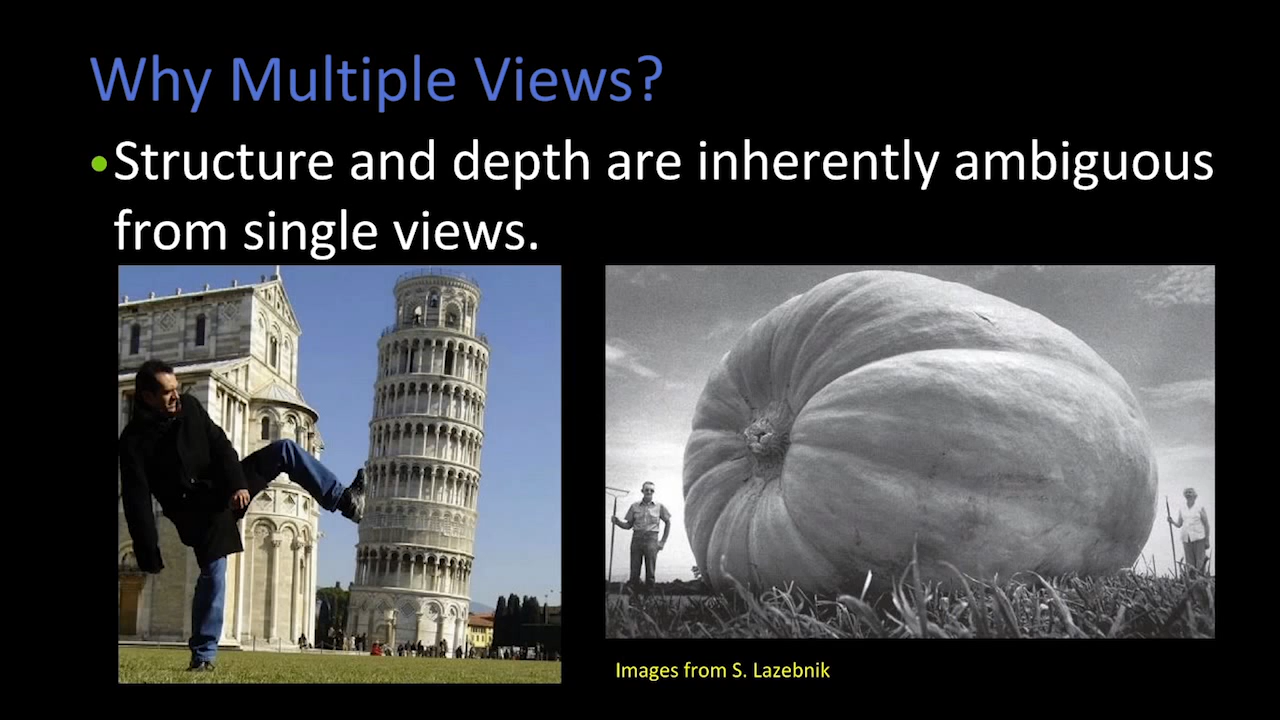 Why Multiple Views?
•Structure and depth are inherently ambiguous
from single views.
Images from S. Lazebnik